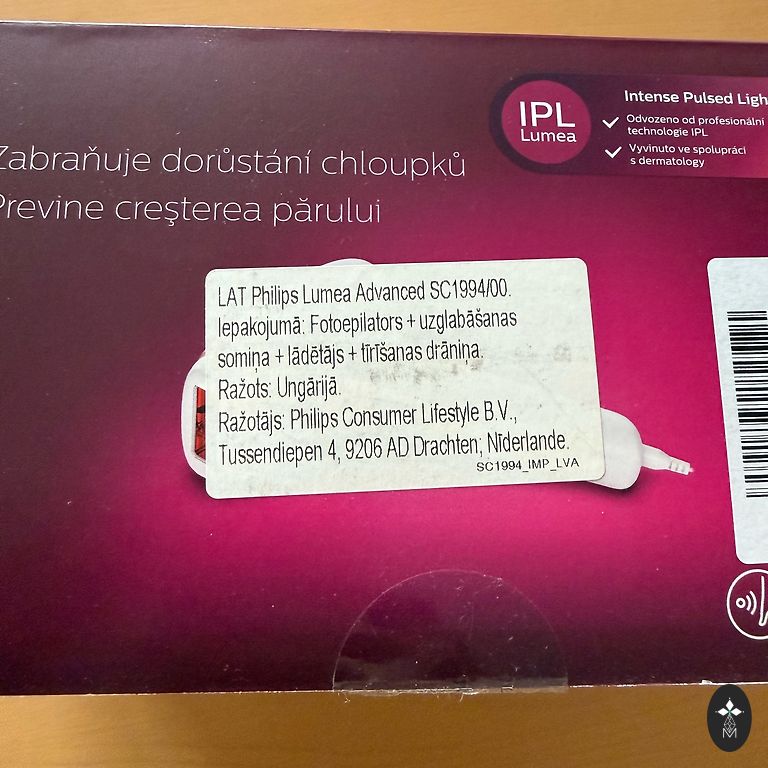 IPL
Lumea
Intense Pulsed
Odvozeno od profesionální
technologie IPL
Vyvinuto ve spolupráci
s dermatology
Zabraňuje dorůstání chloupků
Previne creşterea părului
LAT Philips Lumea Advanced SC1994/00.
Iepakojumā: Fotoepilators + uzglabāšanas
somiņa + lādētājs + tīrīšanas drāniņa.
Ražots: Ungārijā.
Ražotājs: Philips Consumer Lifestyle B.V.,
Tussendiepen 4, 9206 AD Drachten, Nīderlande.
SC1994_IMP_LVA
M